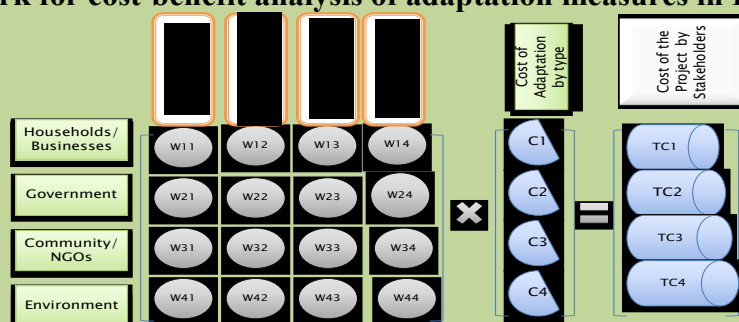 rk for cost-benefit analysis of adaptation measures in
Cost of
Adaptation
by type
Cost of the
Project by
Stakeholders
Households/
Businesses
W11 W12 W13 W14 C1 TC1
Government
W21 W22 W23 W24 × C2 = TC2
Community/
NGOs
W31 W32 W33 W34 C3 TC3
Environment
W41 W42 W43 W44 C4 TC4